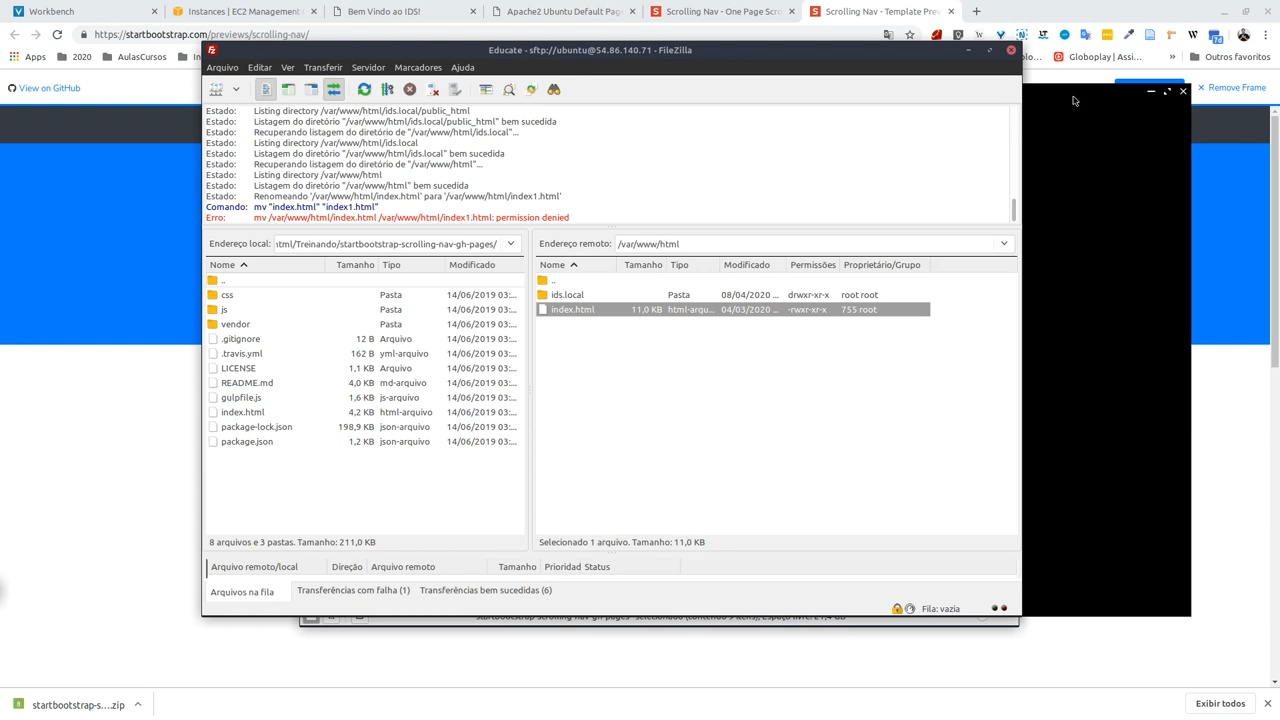 Workbench
Instances | EC2 Management
Bem Vindo ao IDS!
Apache2 Ubuntu Default Pag
Scrolling Nav - One Page Scro
Scrolling Nav - Template Prev
https://startbootstrap.com/previews/scrolling-nav/
Apps
2020
AulasCursos
Globoplay | Assi...
»
Outros favoritos
View on GitHub
Remove Frame
Educate - sftp://ubuntu@54.86.140.71 - FileZilla
Arquivo Editar Ver Transferir Servidor Marcadores Ajuda
Estado: Listing directory /var/www/html/ids.local/public_html
Estado: Listagem do diretório "/var/www/html/ids.local/public_html" bem sucedida
Estado: Recuperando listagem do diretório "/var/www/html/ids.local"...
Estado: Listing directory /var/www/html/ids.local
Estado: Listagem do diretório "/var/www/html/ids.local" bem sucedida
Estado: Recuperando listagem do diretório "/var/www/html"...
Estado: Listing directory /var/www/html
Estado: Listagem do diretório "/var/www/html" bem sucedida
Estado: Renomeando '/var/www/html/index.html' para '/var/www/html/index1.html'
Comando: mv "index.html" "index1.html"
Erro: mv /var/www/html/index.html /var/www/html/index1.html: permission denied
Endereço local: ıtml/Treinando/startbootstrap-scrolling-nav-gh-pages/
Endereço remoto: /var/www/html
Nome Tamanho Tipo Modificado
..
css Pasta 14/06/2019 03:...
js Pasta 14/06/2019 03:...
vendor Pasta 14/06/2019 03:...
.gitignore 12 B Arquivo 14/06/2019 03:...
.travis.yml 162 B yml-arquivo 14/06/2019 03:...
LICENSE 1,1 KB Arquivo 14/06/2019 03:...
README.md 4,0 KB md-arquivo 14/06/2019 03:...
gulpfile.js 1,6 KB js-arquivo 14/06/2019 03:...
index.html 4,2 KB html-arquivo 14/06/2019 03:...
package-lock.json 198,9 KB json-arquivo 14/06/2019 03:...
package.json 1,2 KB json-arquivo 14/06/2019 03:...
8 arquivos e 3 pastas. Tamanho: 211,0 KB
Nome Tamanho Tipo Modificado Permissões Proprietário/Grupo
..
ids.local Pasta 08/04/2020 ... drwxr-xr-x root root
index.html 11,0 KB html-arqu... 04/03/2020 ... -rwxr-xr-x 755 root
Selecionado 1 arquivo. Tamanho: 11,0 KB
Arquivo remoto/local Direção Arquivo remoto Tamanho Prioridad Status
Arquivos na fila Transferências com falha (1) Transferências bem sucedidas (6)
Fila: vazia
startbootstrap-s....zip
Exibir todos